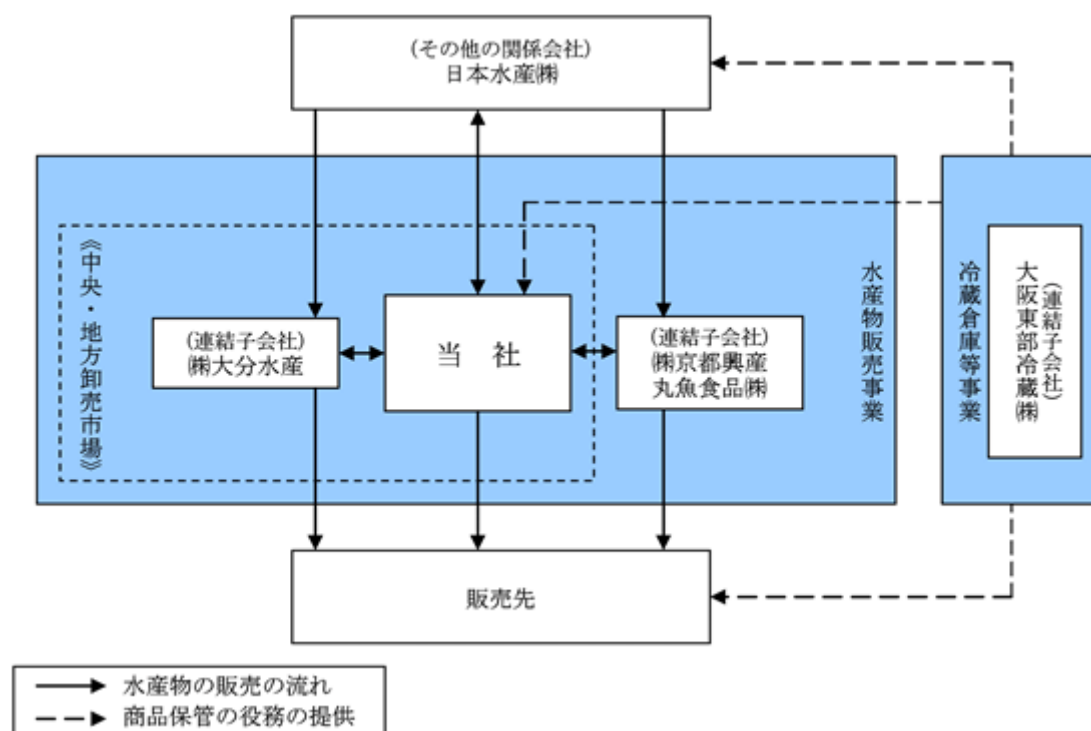 (その他の関係会社)
日本水産㈱
《中央・地方卸売市場》
(連結子会社)
㈱大分水産
当 社
(連結子会社)
㈱京都興産
丸魚食品㈱
水産物販売事業
冷蔵倉庫等事業
(連結子会社)
大阪東部冷蔵㈱
販売先
水産物の販売の流れ
商品保管の役務の提供